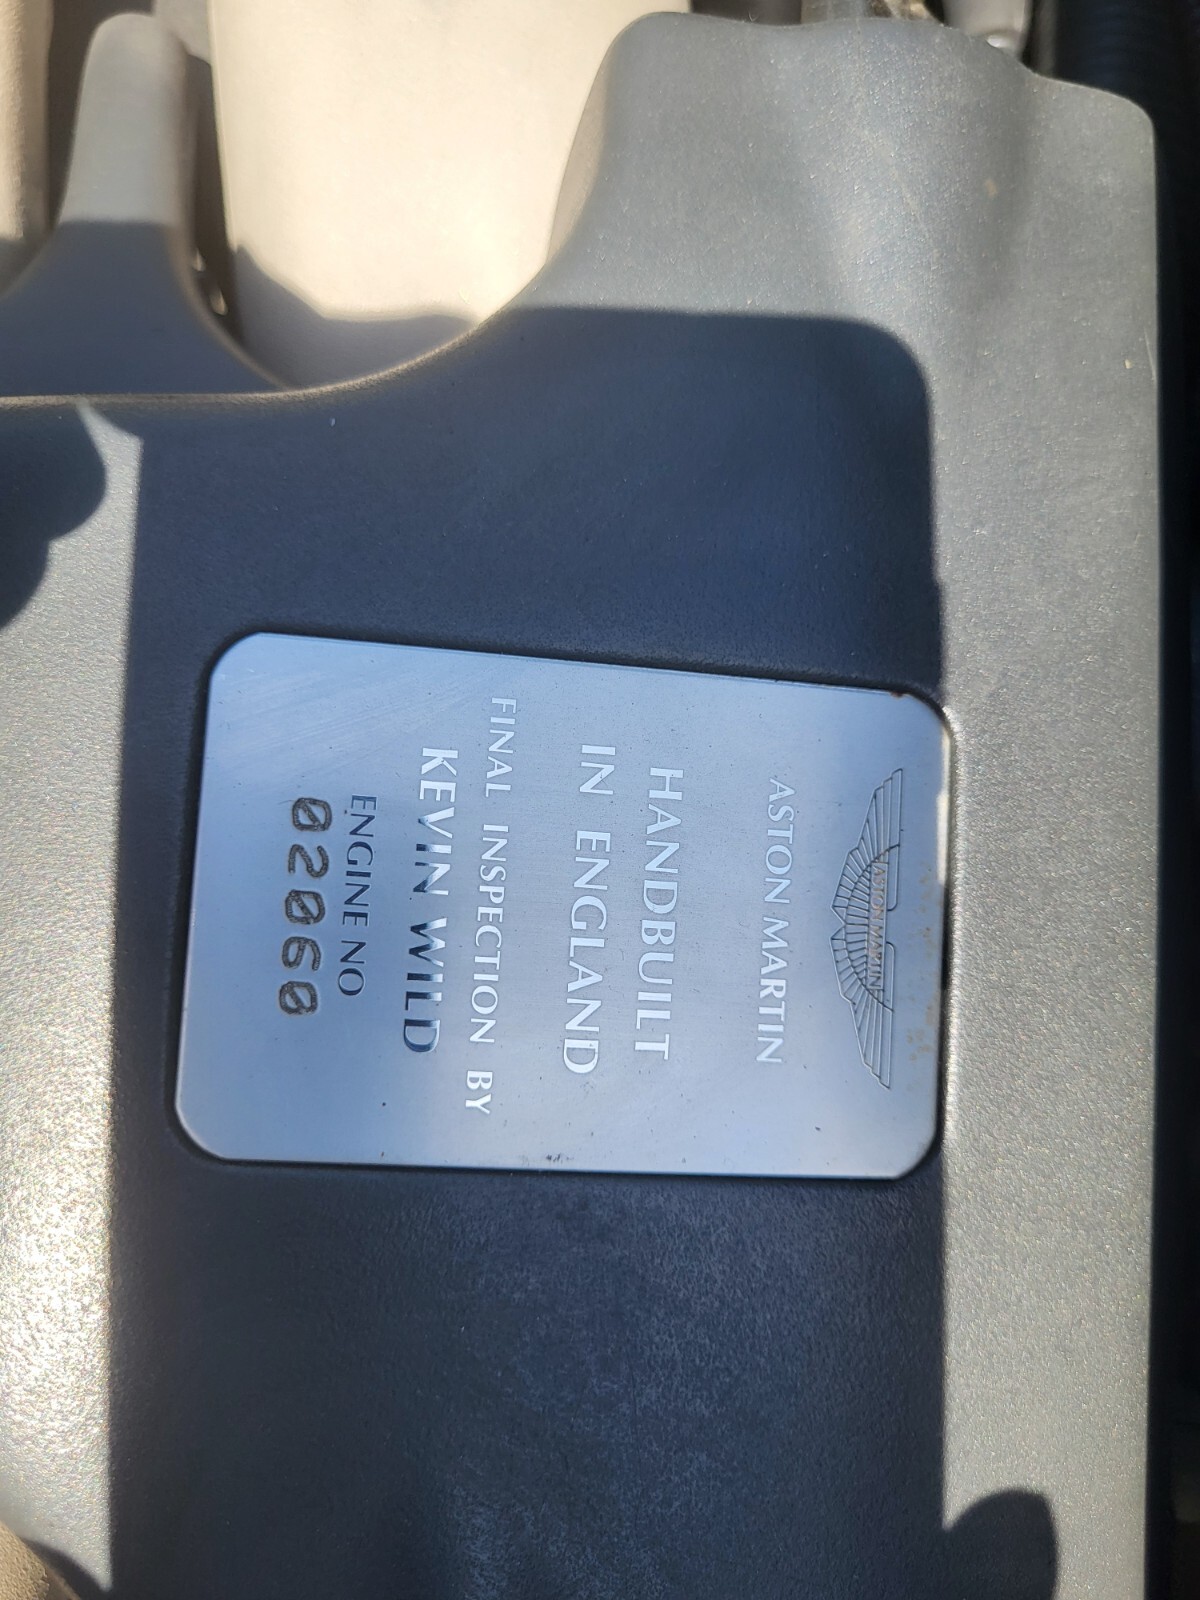 ASTON MARTIN
ASTON MARTIN
HANDBUILT
IN ENGLAND
FINAL INSPECTION BY
KEVIN WILD
ENGINE NO
02060